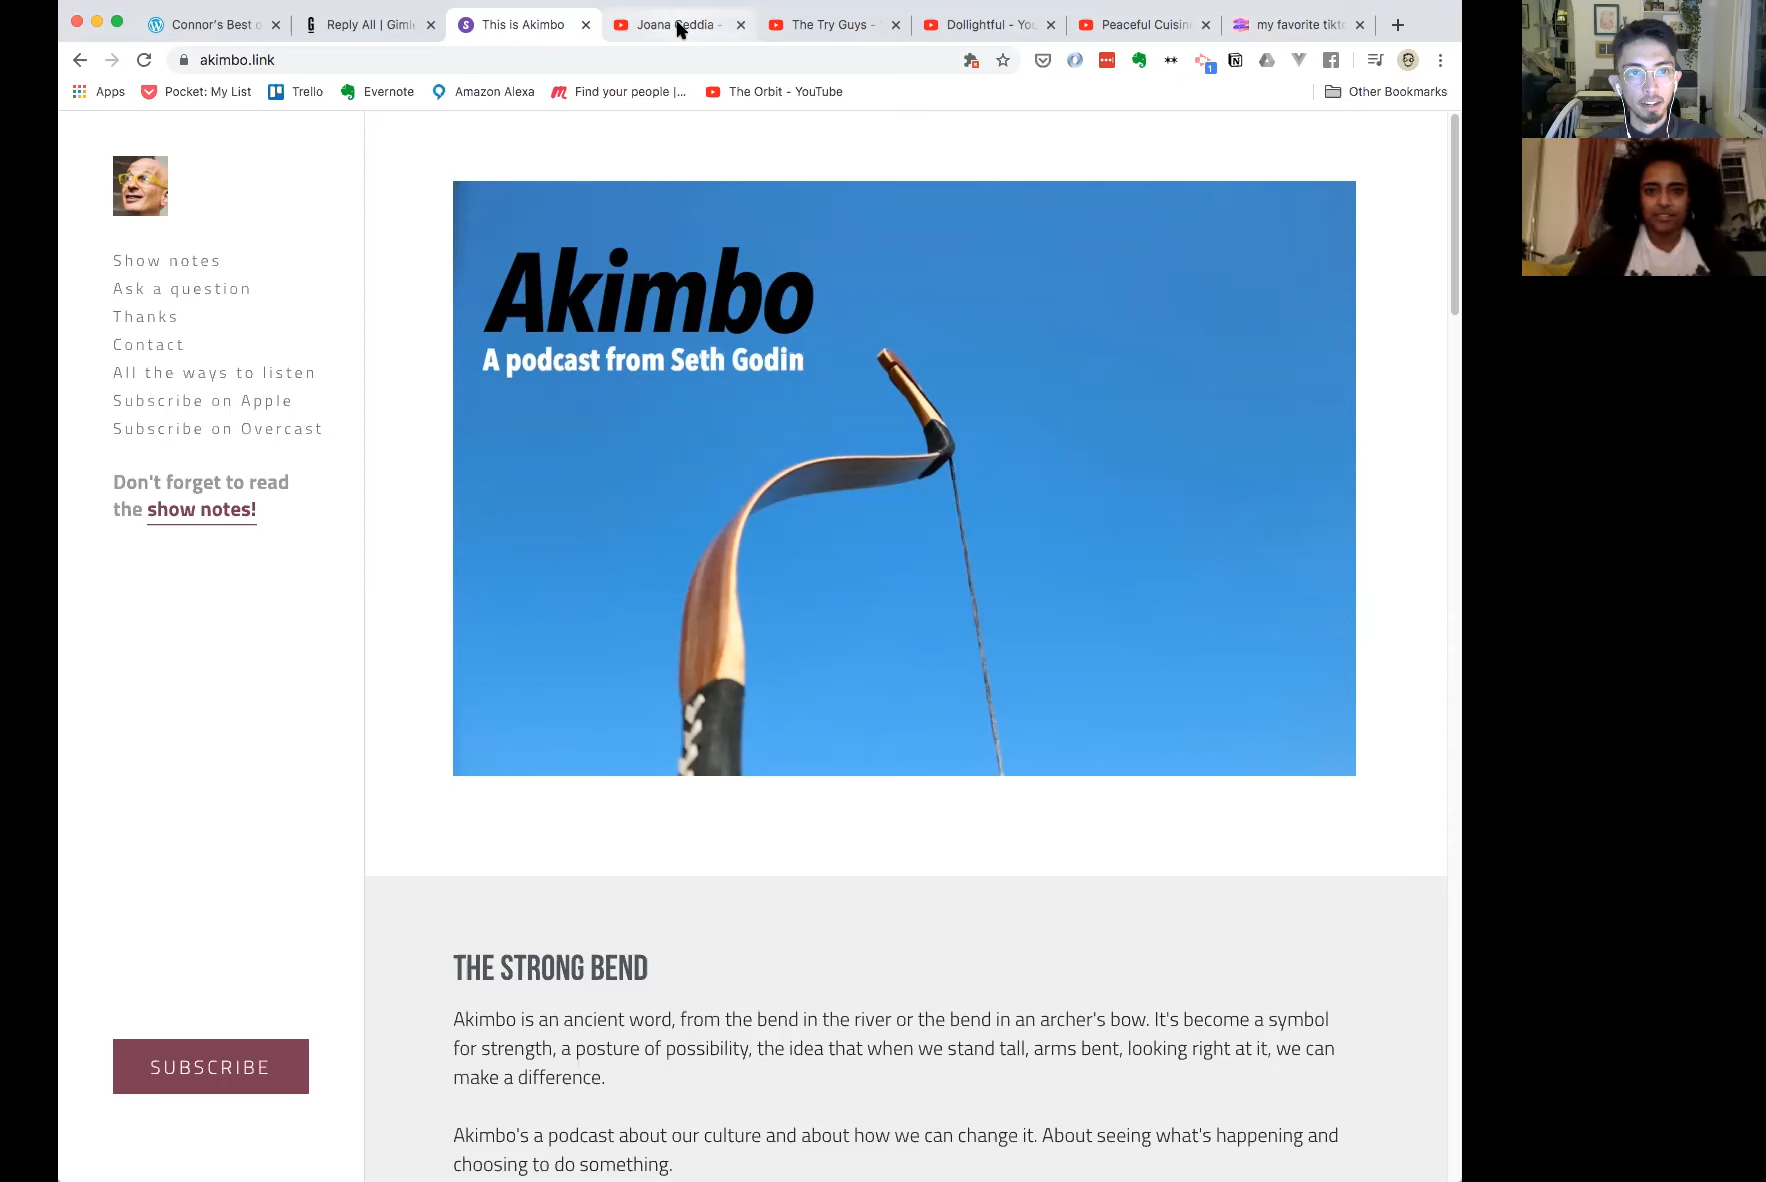 Connor's Best o
Reply All | Giml
This is Akimbo
Joana Ceddia -
The Try Guys -
Dollightful - You
Peaceful Cuisin
my favorite tikto
akimbo.link
1
Apps
Pocket: My List
Trello
Evernote
Amazon Alexa
Find your people |...
The Orbit - YouTube
Other Bookmarks
Show notes
Ask a question
Thanks
Contact
All the ways to listen
Subscribe on Apple
Subscribe on Overcast
Don't forget to read
the show notes!
SUBSCRIBE
Akimbo
A podcast from Seth Godin
THE STRONG BEND
Akimbo is an ancient word, from the bend in the river or the bend in an archer's bow. It's become a symbol
for strength, a posture of possibility, the idea that when we stand tall, arms bent, looking right at it, we can
make a difference.
Akimbo's a podcast about our culture and about how we can change it. About seeing what's happening and
choosing to do something.